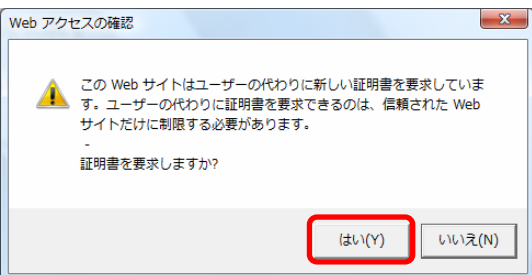 Web アクセスの確認
この Web サイトはユーザーの代わりに新しい証明書を要求していま
す。ユーザーの代わりに証明書を要求できるのは、信頼された Web
サイトだけに制限する必要があります。
-
証明書を要求しますか?
はい(Y)
いいえ(N)